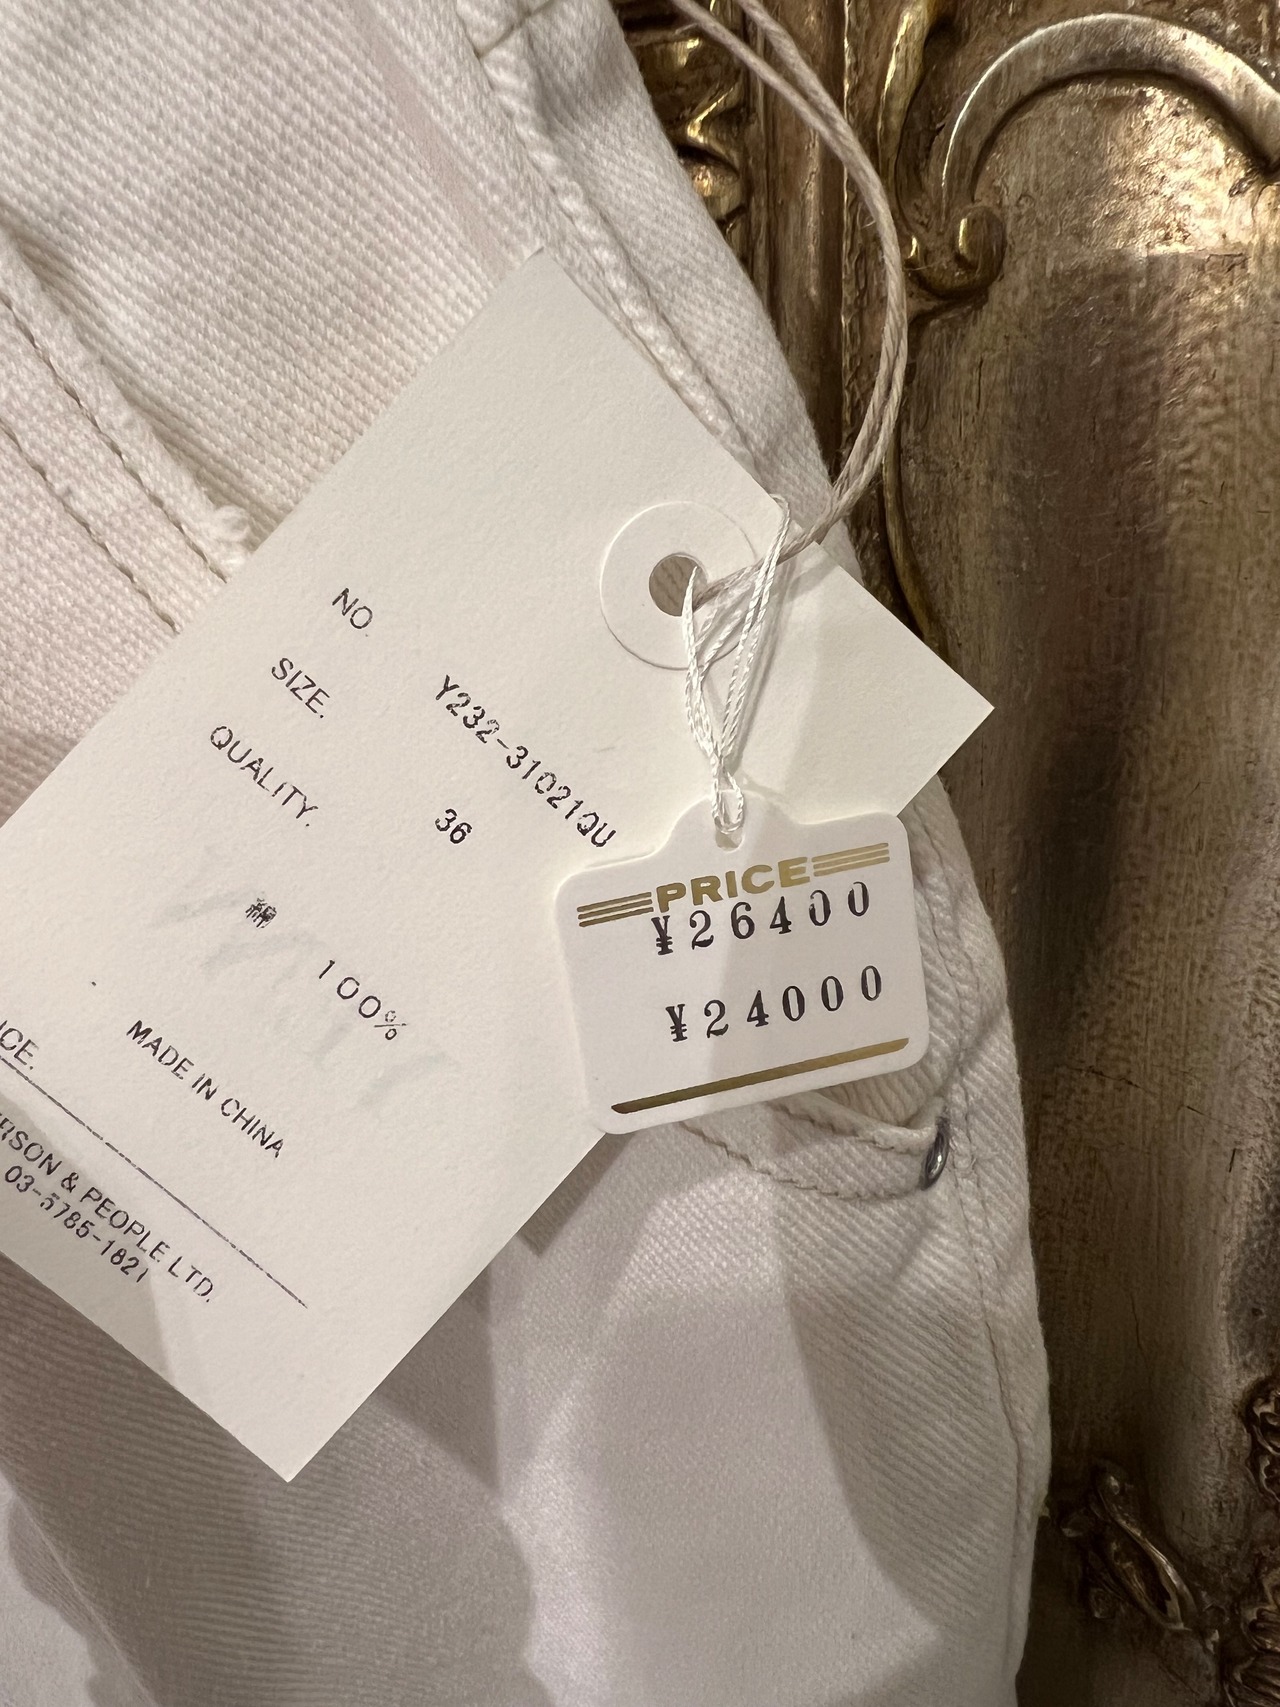 NO.
Y232-31021QU
SIZE.
36
QUALITY.
綿
100%
MADE IN CHINA
ICE.
RSON & PEOPLE LTD.
03-5785-1821
PRICE
¥26400
¥24000